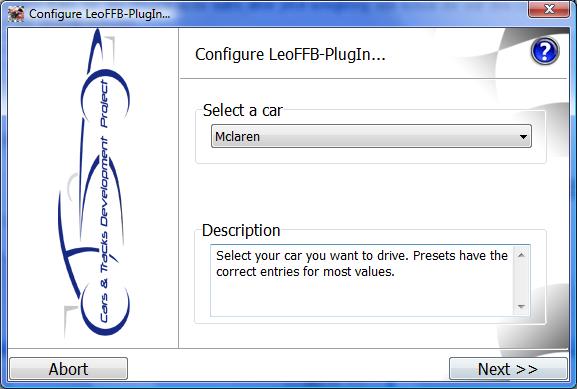 Configure LeoFFB-PlugIn...
Cars & Tracks Development Project
Configure LeoFFB-PlugIn...
?
Select a car
Mclaren
Description
Select your car you want to drive. Presets have the
correct entries for most values.
Abort
Next >>